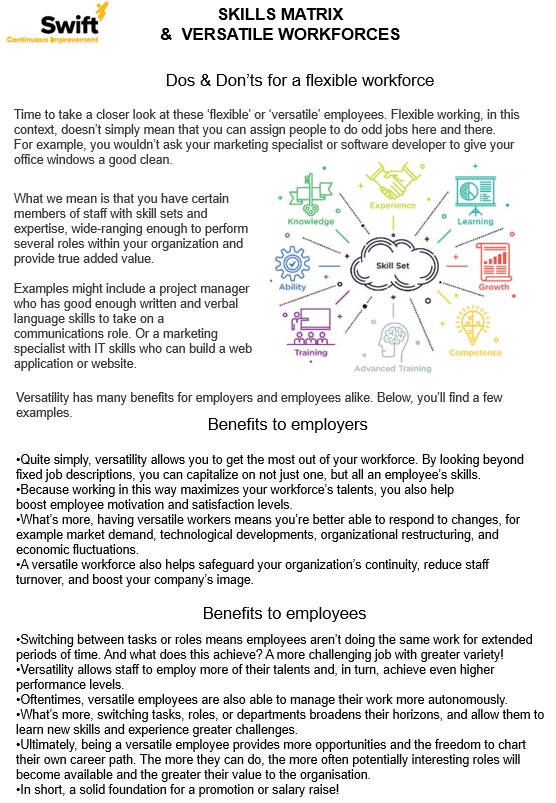 Swift
Continuous Improvement
SKILLS MATRIX
& VERSATILE WORKFORCES
Dos & Don'ts for a flexible workforce
Time to take a closer look at these 'flexible' or 'versatile' employees. Flexible working, in this
context, doesn't simply mean that you can assign people to do odd jobs here and there.
For example, you wouldn't ask your marketing specialist or software developer to give your
office windows a good clean.
What we mean is that you have certain
members of staff with skill sets and
expertise, wide-ranging enough to perform
several roles within your organization and
provide true added value.
Examples might include a project manager
who has good enough written and verbal
language skills to take on a
communications role. Or a marketing
specialist with IT skills who can build a web
application or website.
Knowledge
Experience
Learning
Ability
Skill Set
Growth
Training
Advanced Training
Competence
Versatility has many benefits for employers and employees alike. Below, you'll find a few
examples.
Benefits to employers
•Quite simply, versatility allows you to get the most out of your workforce. By looking beyond
fixed job descriptions, you can capitalize on not just one, but all an employee's skills.
•Because working in this way maximizes your workforce's talents, you also help
boost employee motivation and satisfaction levels.
•What's more, having versatile workers means you're better able to respond to changes, for
example market demand, technological developments, organizational restructuring, and
economic fluctuations.
•A versatile workforce also helps safeguard your organization's continuity, reduce staff
turnover, and boost your company's image.
Benefits to employees
•Switching between tasks or roles means employees aren't doing the same work for extended
periods of time. And what does this achieve? A more challenging job with greater variety!
•Versatility allows staff to employ more of their talents and, in turn, achieve even higher
performance levels.
•Oftentimes, versatile employees are also able to manage their work more autonomously.
•What's more, switching tasks, roles, or departments broadens their horizons, and allow them to
learn new skills and experience greater challenges.
•Ultimately, being a versatile employee provides more opportunities and the freedom to chart
their own career path. The more they can do, the more often potentially interesting roles will
become available and the greater their value to the organisation.
•In short, a solid foundation for a promotion or salary raise!